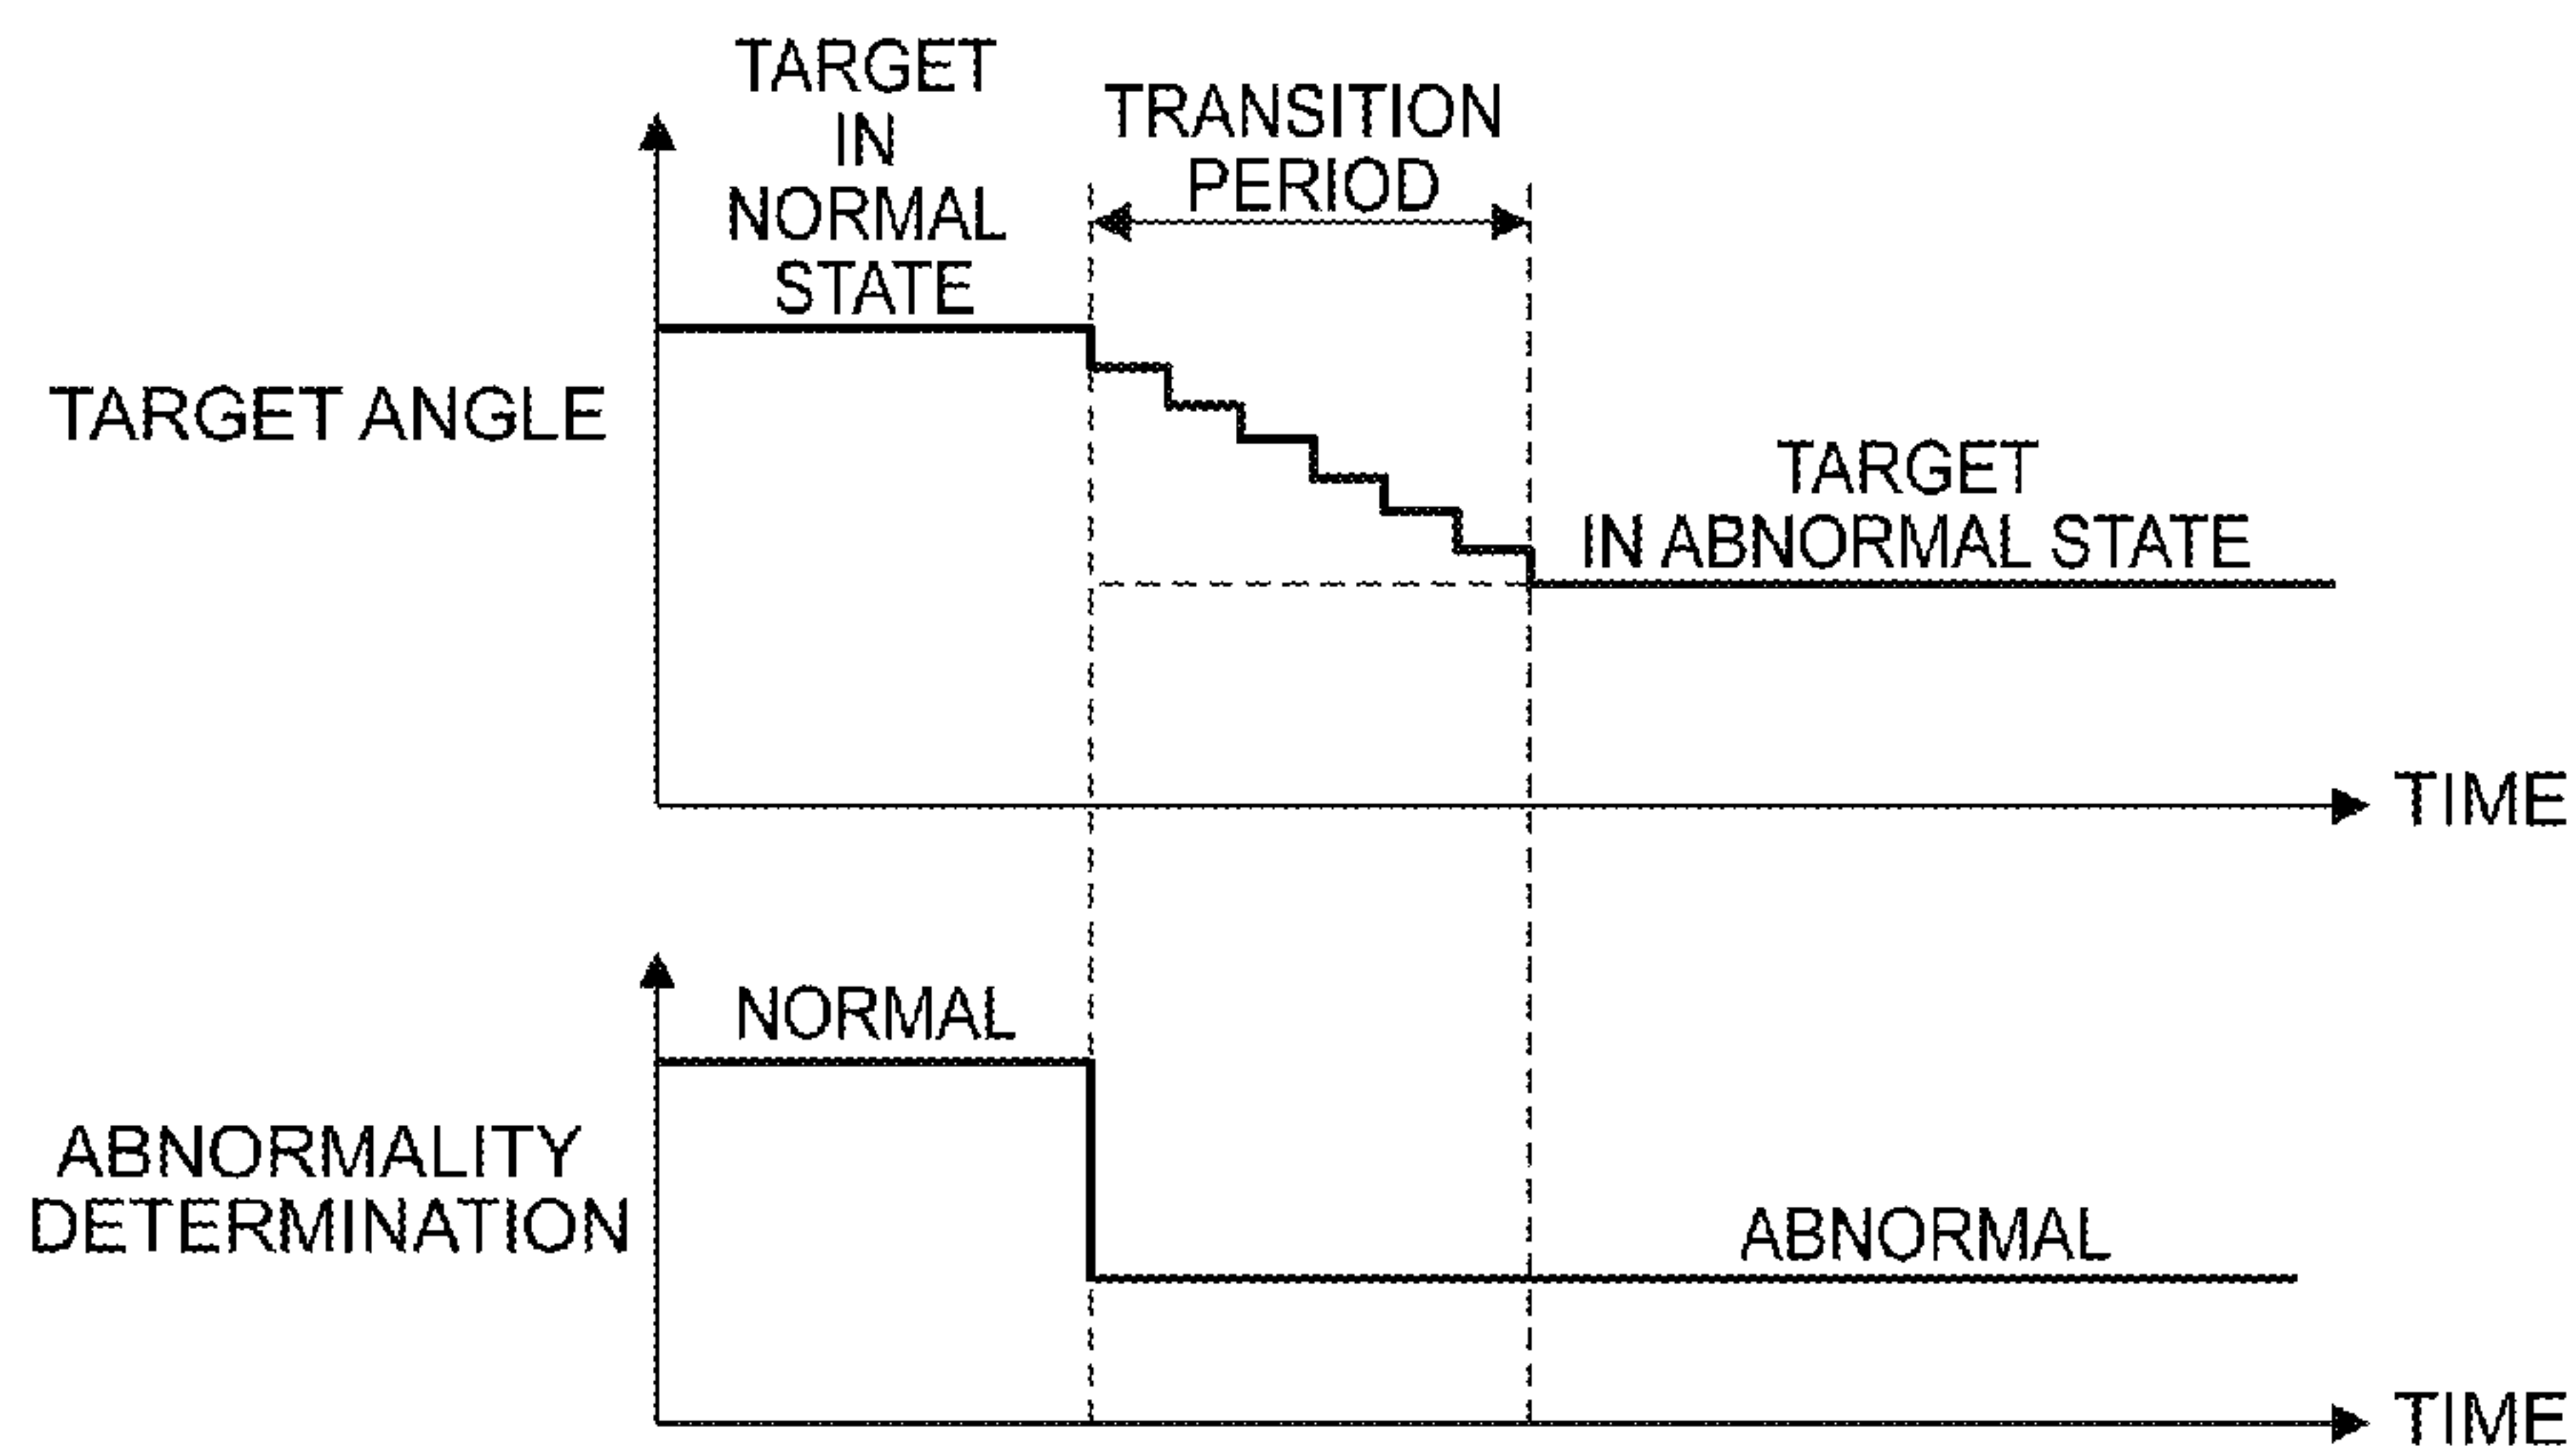 TARGET
IN
NORMAL
STATE
TRANSITION
PERIOD
TARGET ANGLE
TARGET
IN ABNORMAL STATE
TIME
NORMAL
ABNORMALITY
DETERMINATION
ABNORMAL
TIME